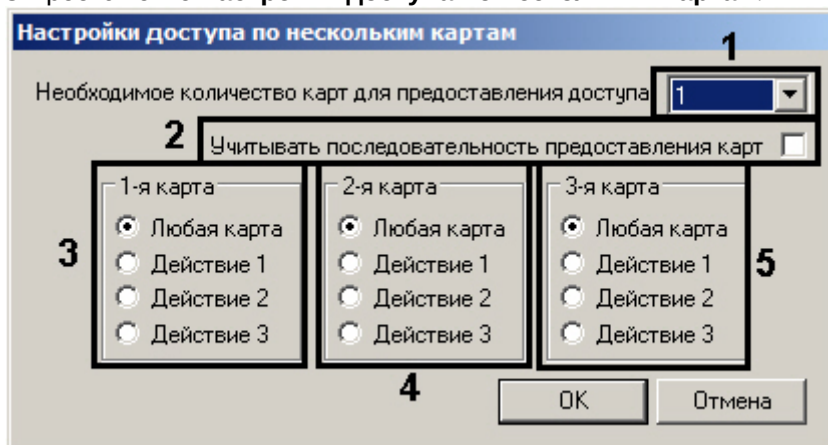 Настройки доступа по нескольким картам
1
Необходимое количество карт для предоставления доступа 1
2 Учитывать последовательность предоставления карт
1-я карта 2-я карта 3-я карта
Любая карта Любая карта Любая карта
3 Действие 1 Действие 1 Действие 1 5
Действие 2 Действие 2 Действие 2
Действие 3 Действие 3 Действие 3
4
OK Отмена